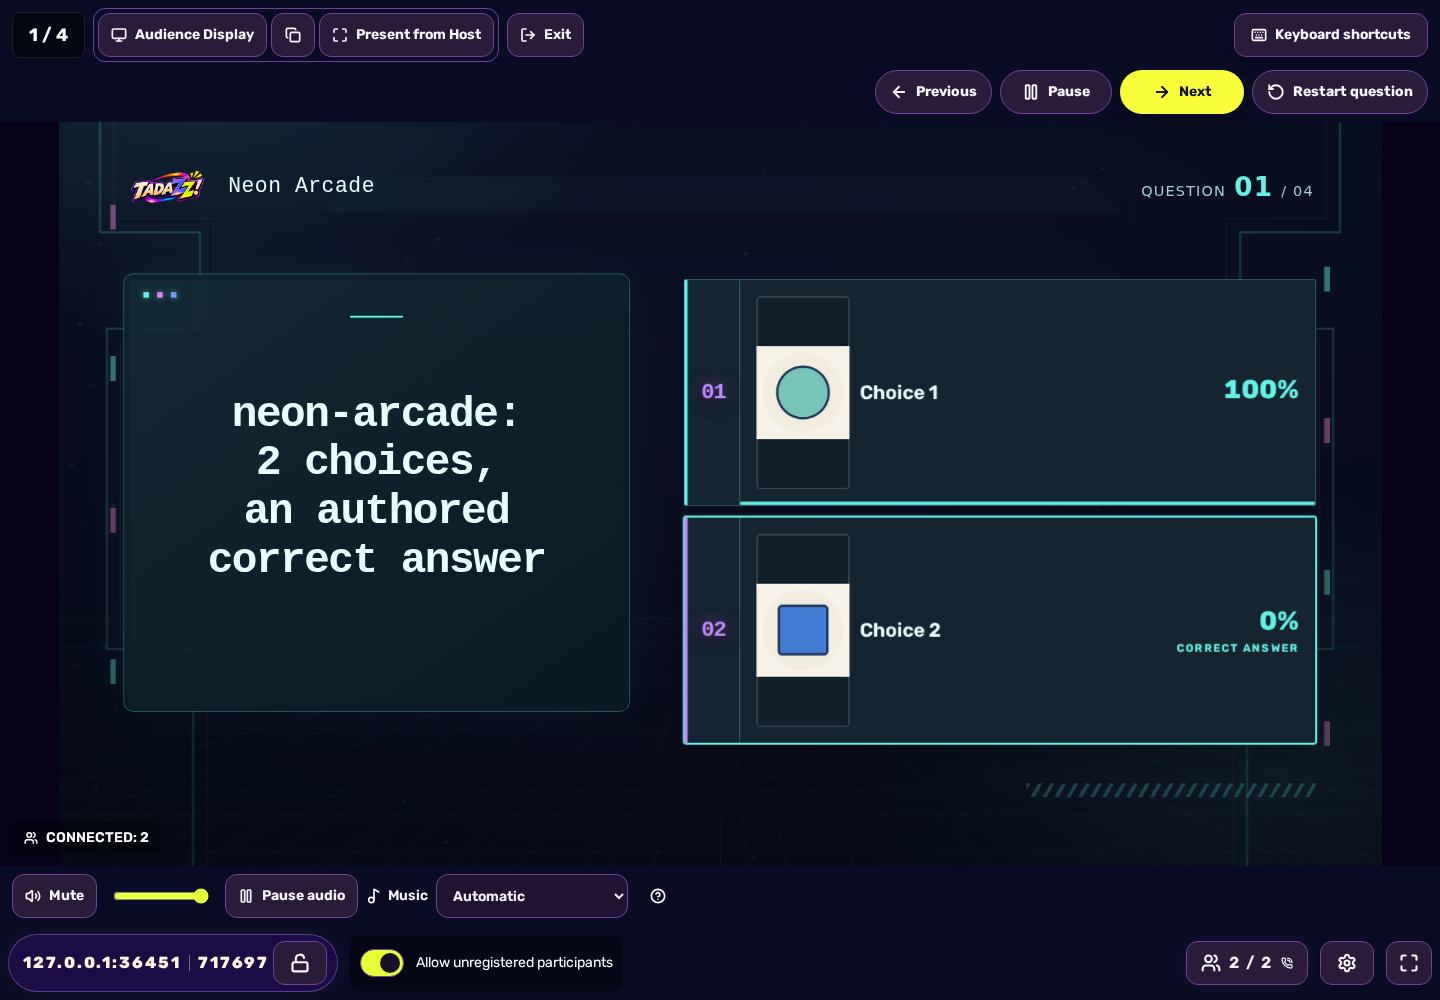 1 / 4
Audience Display
Present from Host
Exit
Keyboard shortcuts
Previous
Pause
Next
Restart question
TADAZZ!
Neon Arcade
QUESTION 01 / 04
neon-arcade:
2 choices,
an authored
correct answer
01
Choice 1
100%
02
Choice 2
0%
CORRECT ANSWER
CONNECTED: 2
Mute
Pause audio
Music
Automatic
127.0.0.1:36451
717697
Allow unregistered participants
2 / 2